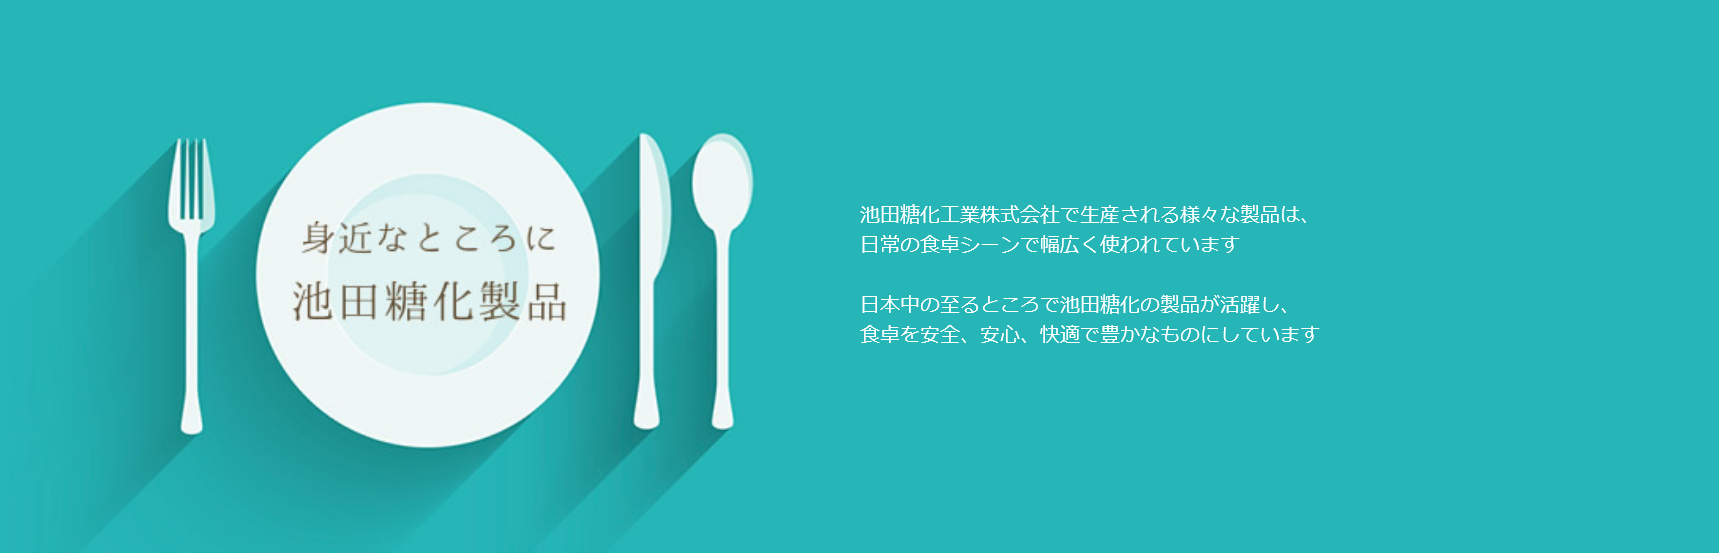 身近なところに
池田糖化製品
池田糖化工業株式会社で生産される様々な製品は、
日常の食卓シーンで幅広く使われています
日本中の至るところで池田糖化の製品が活躍し、
食卓を安全、安心、快適で豊かなものにしています